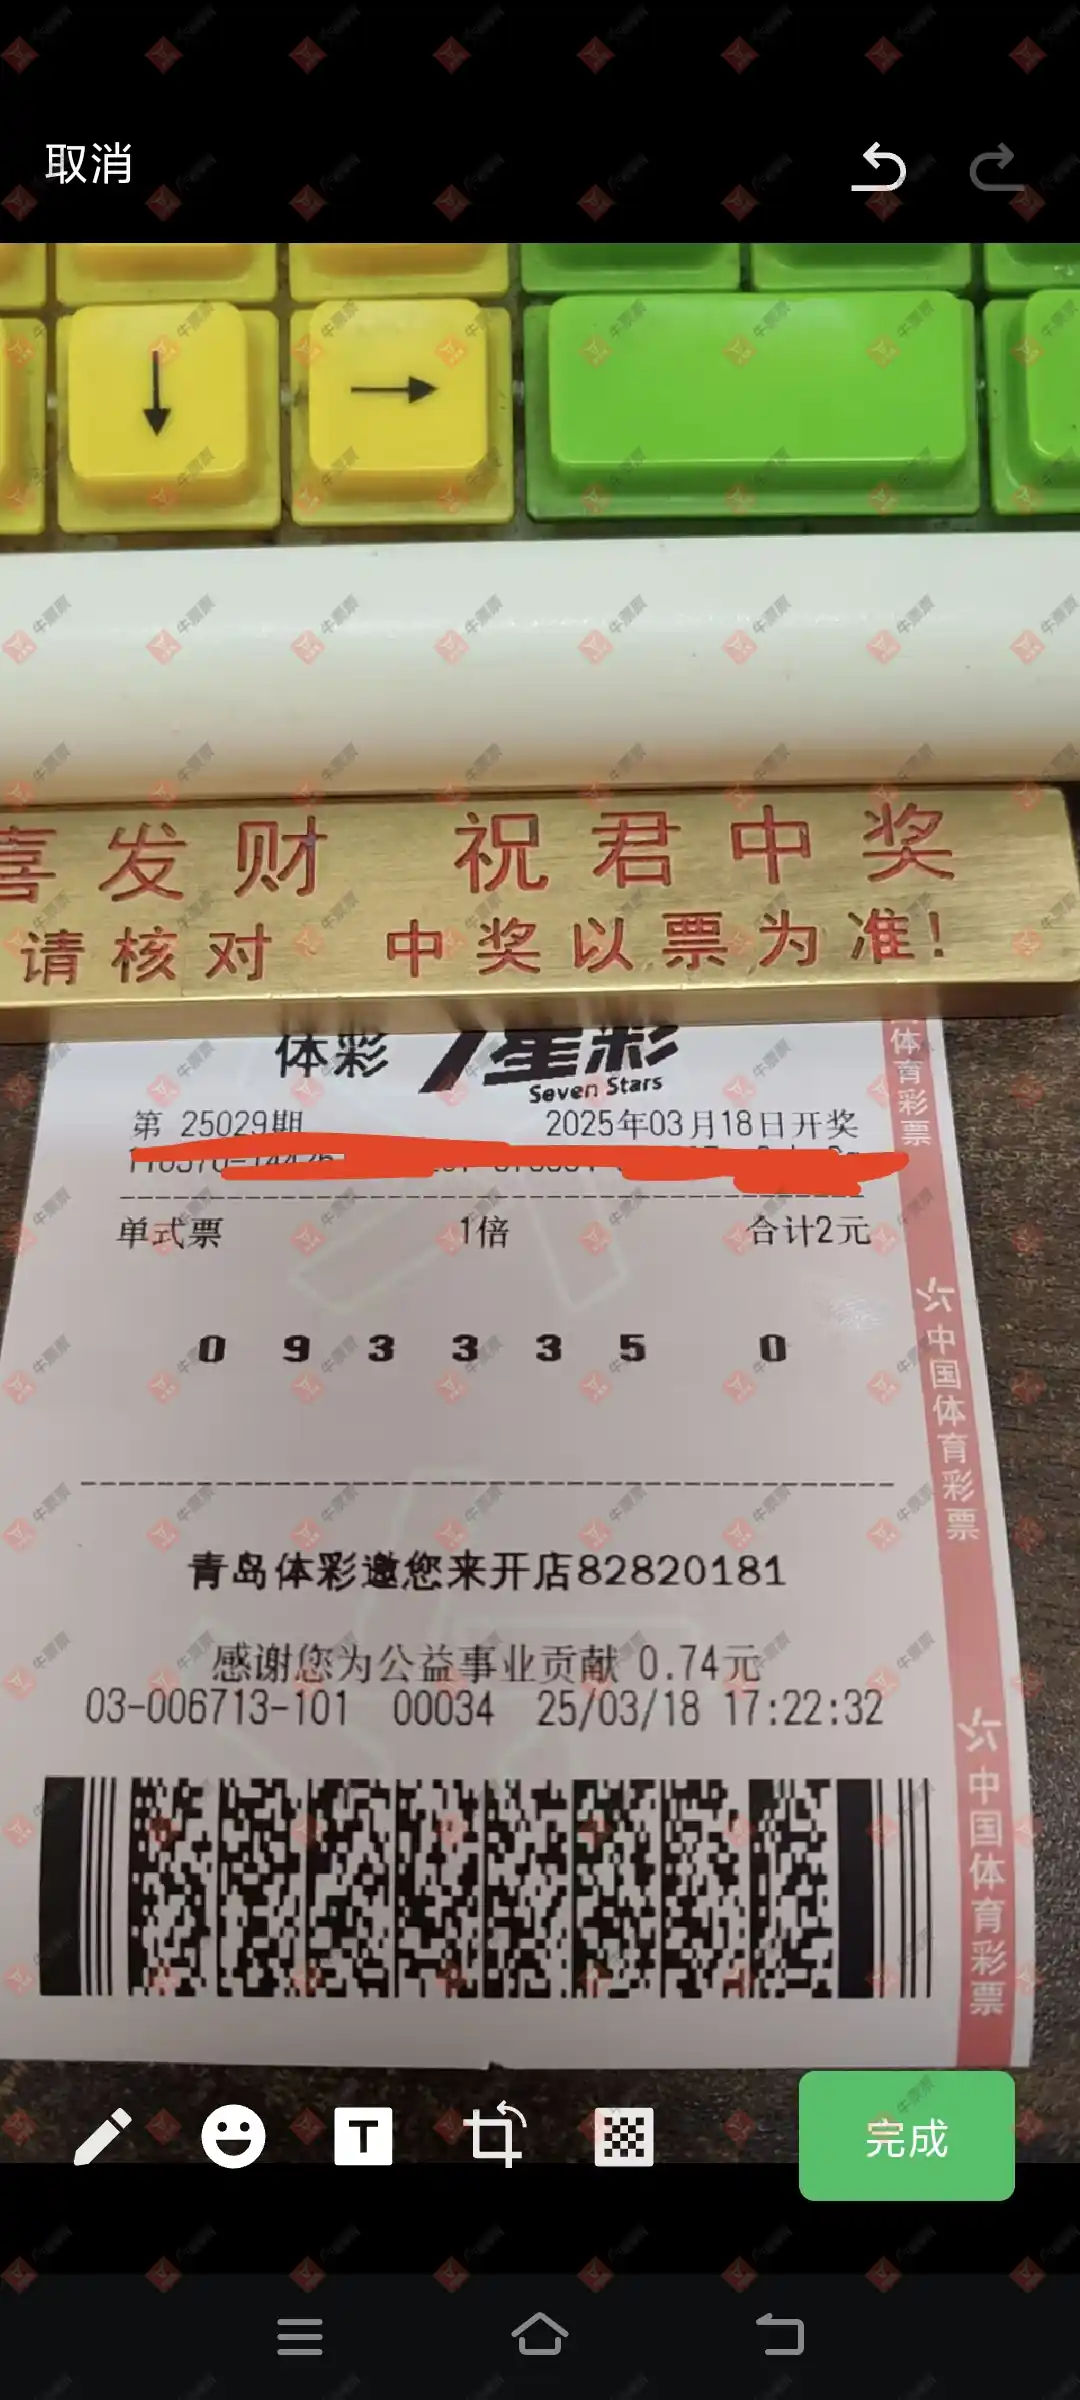 取消
喜发财 祝君中奖
请核对 中奖以票为准!
体彩 7星彩
Seven Stars
第 25029期 2025年03月18日开奖
单式票 1倍 合计2元
0 9 3 3 3 5 0
青岛体彩邀您来开店82820181
感谢您为公益事业贡献 0.74元
03-006713-101 00034 25/03/18 17:22:32
体育彩票
中国体育彩票
中国体育彩票
T
完成
牛票票